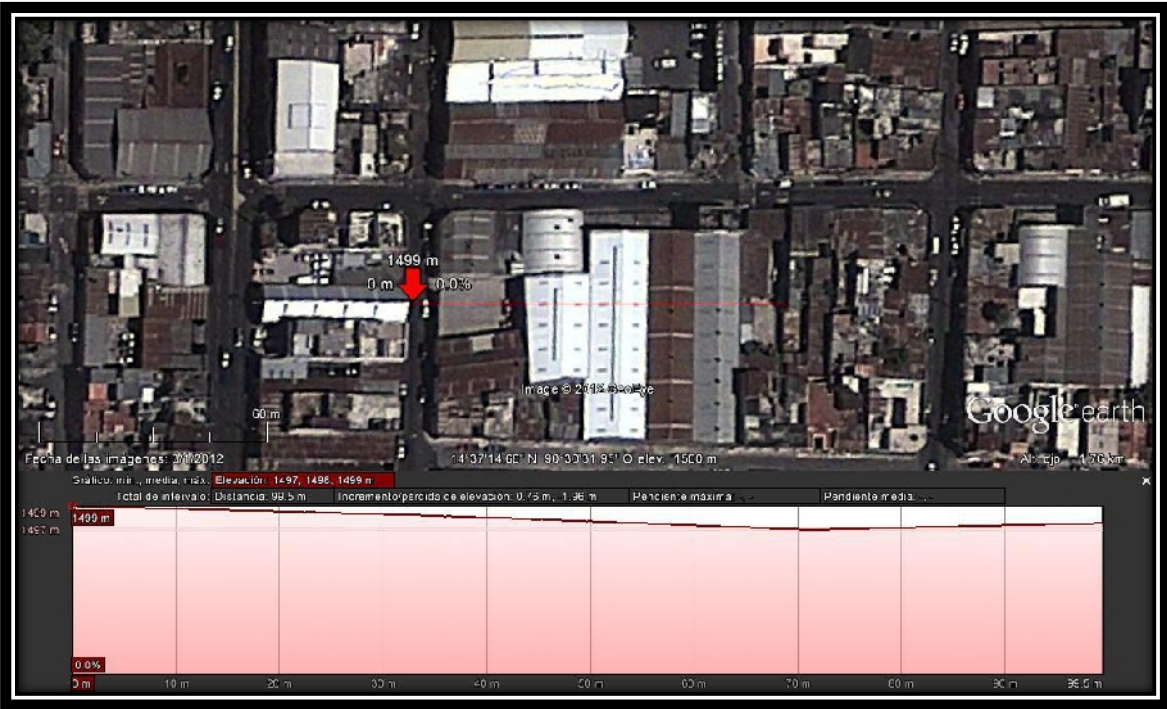 1499 m
0 m 0.0%
Image © 2012 GeoEye
60 m
Google earth
Fecha de las imágenes: 3/1/2012 14°37'14.60" N 90°30'31.95" O elev. 1500 m Alt. ojo 1.76 km
Gráfico: mín., media, máx. Elevación: 1497, 1498, 1499 m
Total de intervalo: Distancia: 99.5 m Incremento/pérdida de elevación: 0.76 m, -1.96 m Pendiente máxima: -, - Pendiente media: -, -
1499 m
1499 m
1497 m
0.0%
0 m 10 m 20 m 30 m 40 m 50 m 60 m 70 m 80 m 90 m 99.5 m